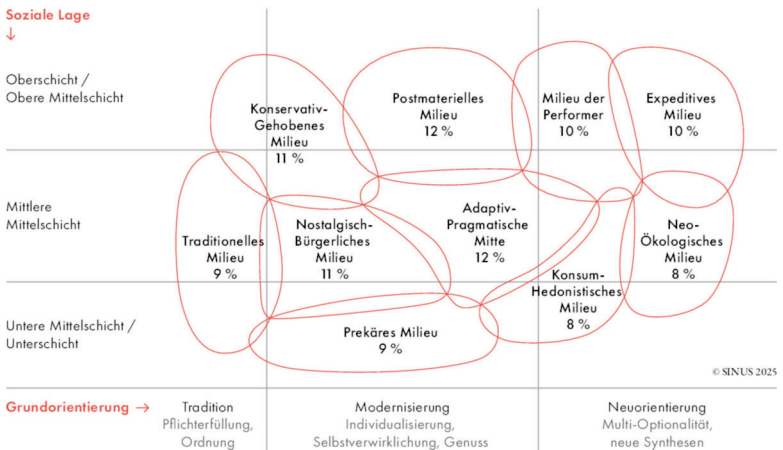 Soziale Lage
↓
Oberschicht /
Obere Mittelschicht
Konservativ-
Gehobenes
Milieu
11 %
Postmaterielles
Milieu
12 %
Milieu der
Performer
10 %
Expeditives
Milieu
10 %
Mittlere
Mittelschicht
Traditionelles
Milieu
9 %
Nostalgisch-
Bürgerliches
Milieu
11 %
Adaptiv-
Pragmatische
Mitte
12 %
Konsum-
Hedonistisches
Milieu
8 %
Neo-
Ökologisches
Milieu
8 %
Untere Mittelschicht /
Unterschicht
Prekäres Milieu
9 %
© SINUS 2025
Grundorientierung →
Tradition
Pflichterfüllung,
Ordnung
Modernisierung
Individualisierung,
Selbstverwirklichung, Genuss
Neuorientierung
Multi-Optionalität,
neue Synthesen